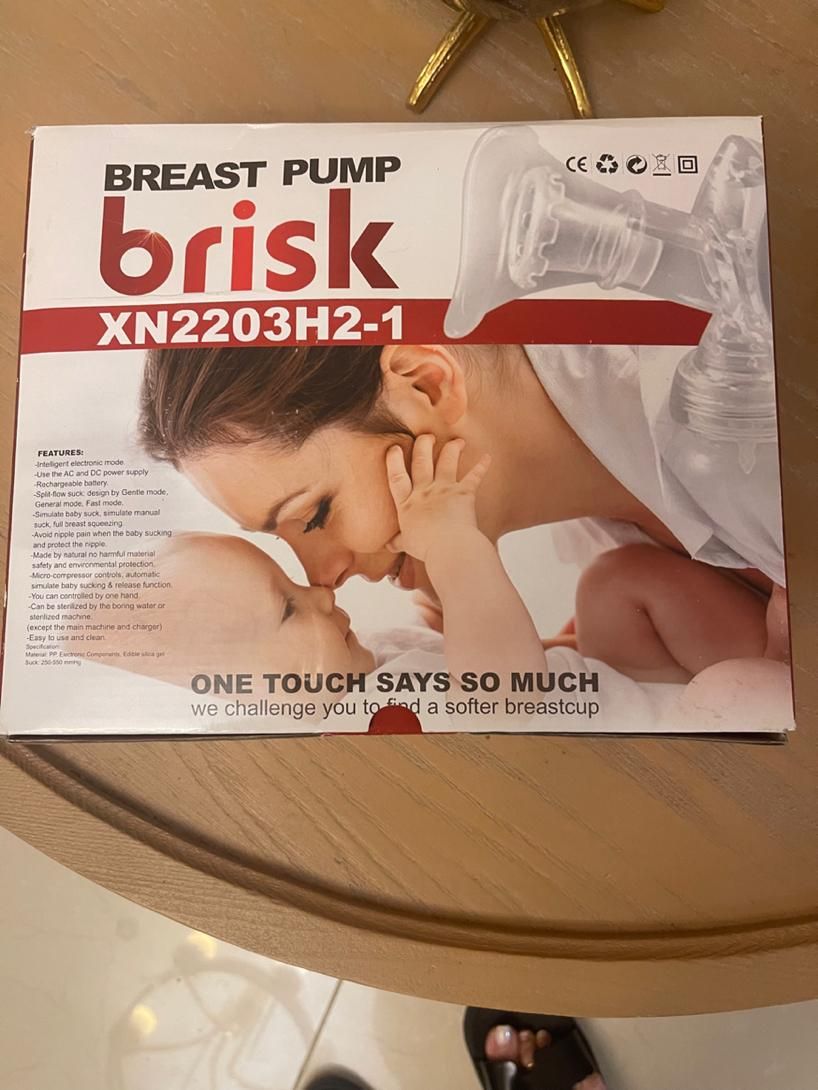 BREAST PUMP
brisk
XN2203H2-1
CE
FEATURES:
-Intelligent electronic mode.
-Use the AC and DC power supply
-Rechargeable battery.
-Split-flow suck: design by Gentle mode,
General mode, Fast mode.
-Simulate baby suck, simulate manual
suck, full breast squeezing.
-Avoid nipple pain when the baby sucking
and protect the nipple.
-Made by natural no harmful material
safety and environmental protection.
-Micro-compressor controls, automatic
simulate baby sucking & release function.
-You can controlled by one hand.
-Can be sterilized by the boring water or
sterilized machine.
(except the main machine and charger)
-Easy to use and clean.
Specification:
Material: PP, Electronic Components, Edible silica gel
Suck: 250-550 mmHg
ONE TOUCH SAYS SO MUCH
we challenge you to find a softer breastcup